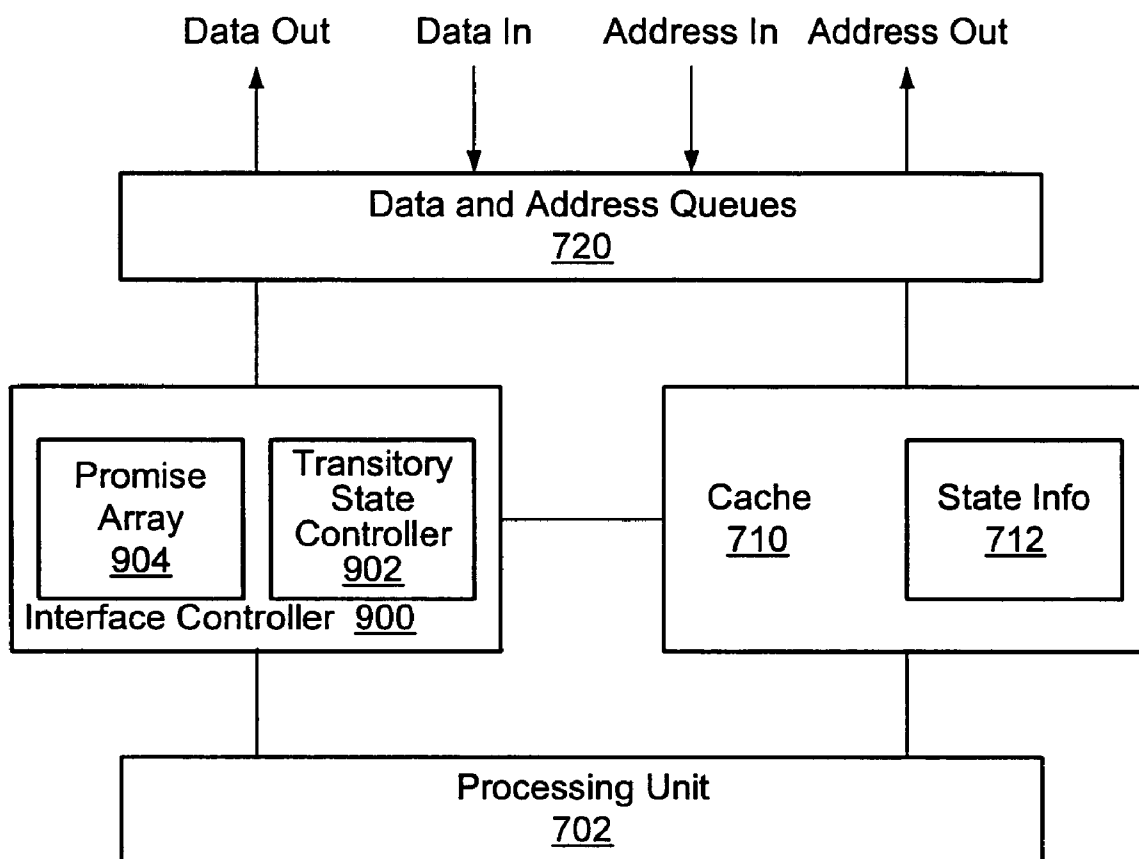 Data Out Data In Address In Address Out
Data and Address Queues
720
Promise
Array
904
Transitory
State
Controller
902
Interface Controller 900
Cache
710
State Info
712
Processing Unit
702